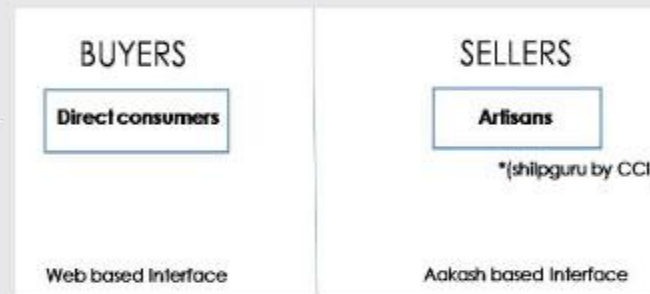 BUYERS
Direct consumers
Web based Interface
SELLERS
Artisans
*(shilpguru by CCI
Aakash based Interface